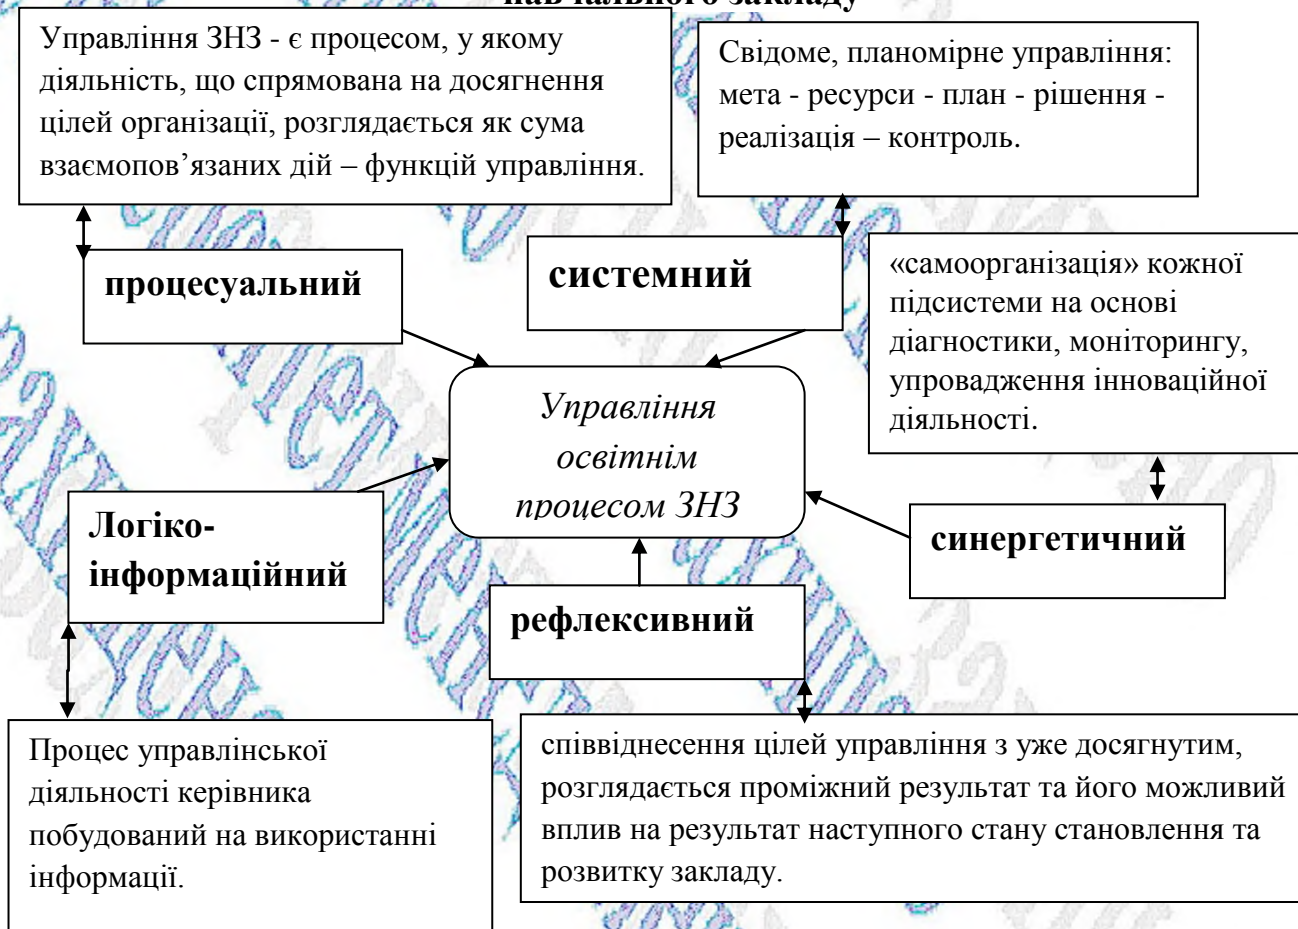 навчального закладу
Управління ЗНЗ - є процесом, у якому
діяльність, що спрямована на досягнення
цілей організації, розглядається як сума
взаємопов’язаних дій – функцій управління.
Свідоме, планомірне управління:
мета - ресурси - план - рішення -
реалізація – контроль.
процесуальний
системний
«самоорганізація» кожної
підсистеми на основі
діагностики, моніторингу,
упровадження інноваційної
діяльності.
Управління
освітнім
процесом ЗНЗ
Логіко-
інформаційний
синергетичний
рефлексивний
Процес управлінської
діяльності керівника
побудований на використанні
інформації.
співвіднесення цілей управління з уже досягнутим,
розглядається проміжний результат та його можливий
вплив на результат наступного стану становлення та
розвитку закладу.